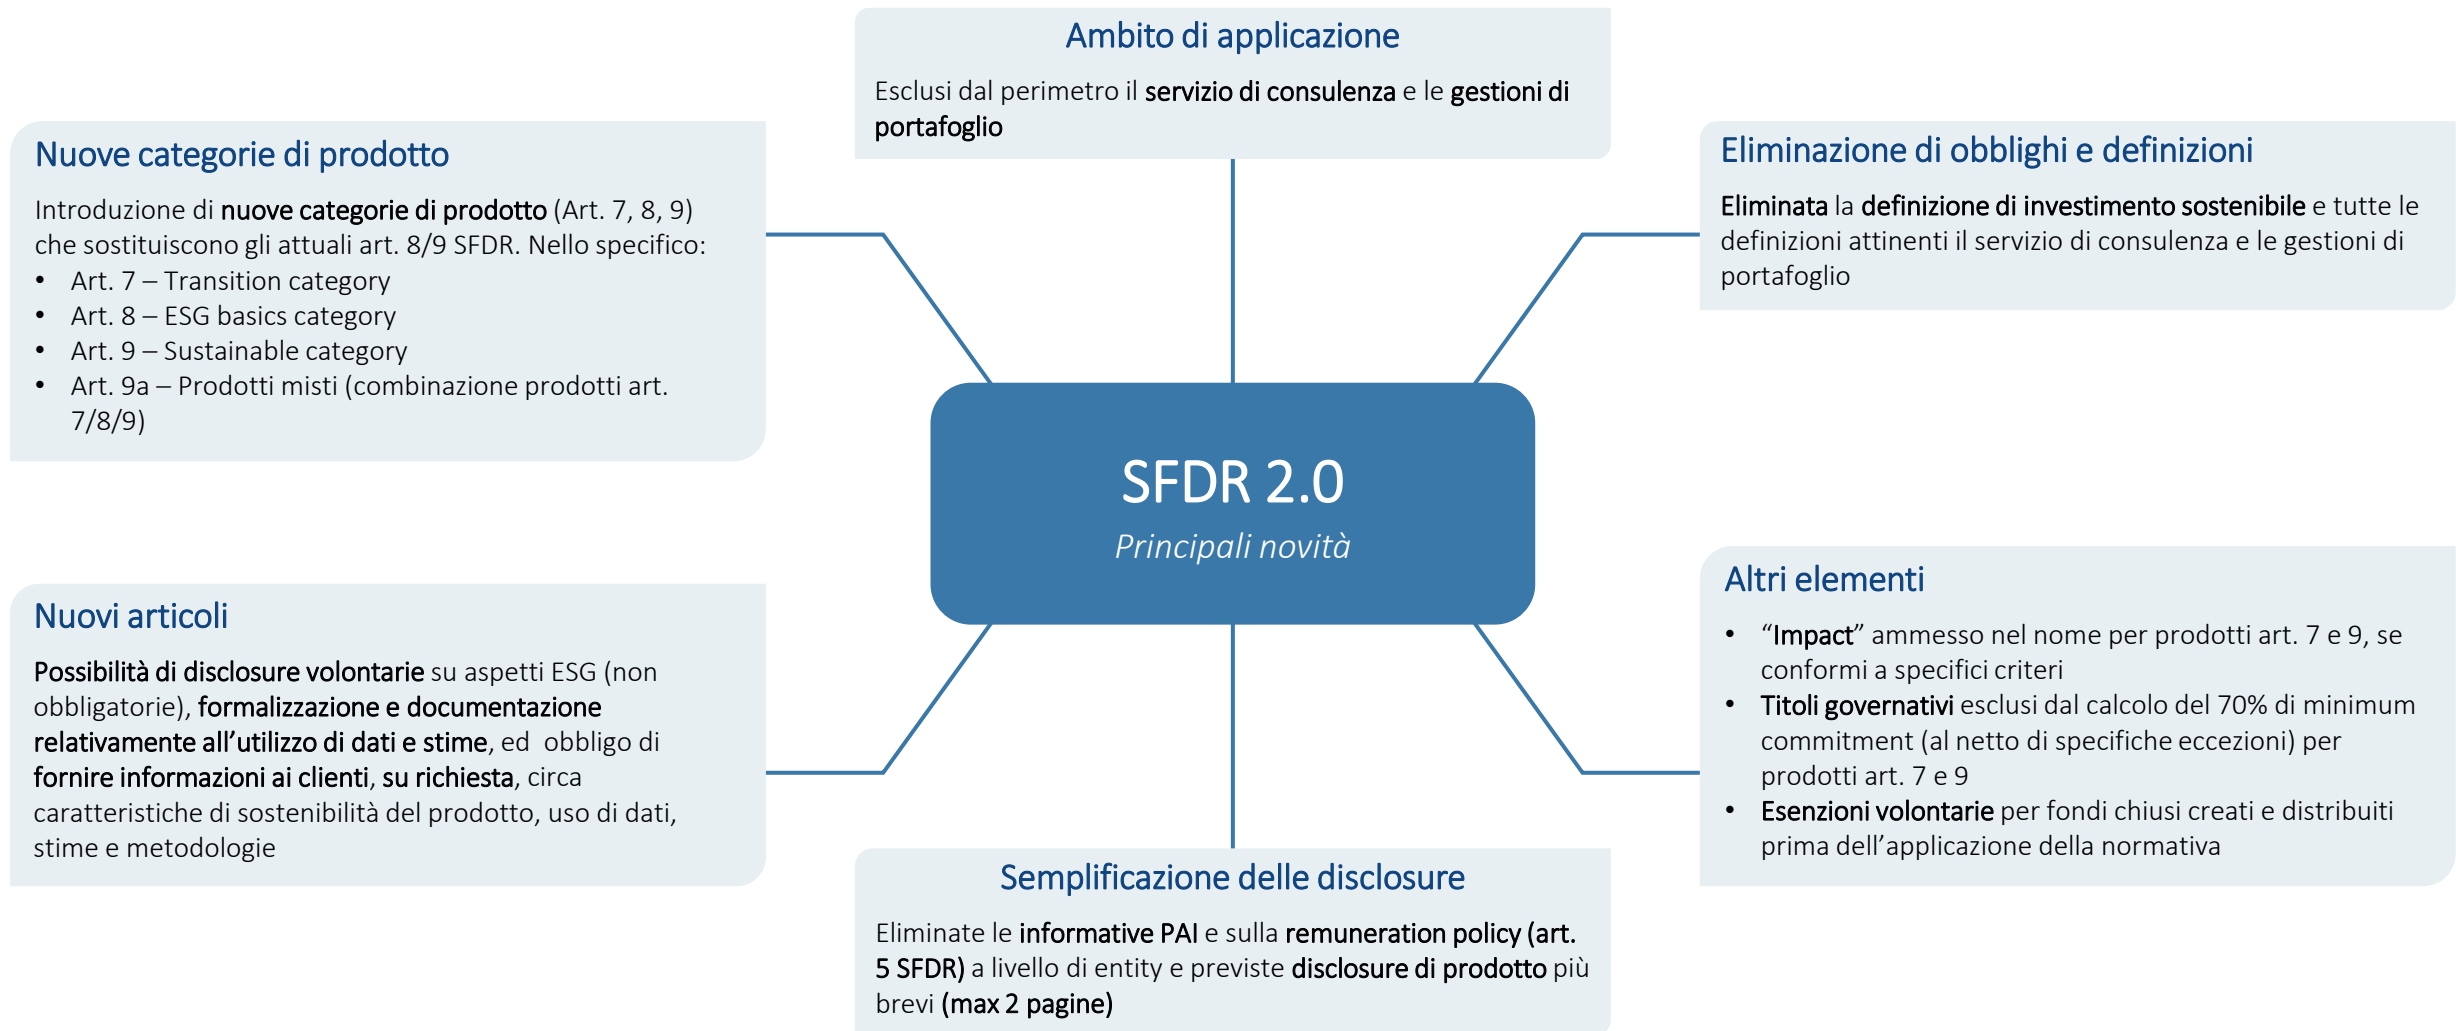 Ambito di applicazione
Esclusi dal perimetro il servizio di consulenza e le gestioni di
portafoglio
Nuove categorie di prodotto
Introduzione di nuove categorie di prodotto (Art. 7, 8, 9)
che sostituiscono gli attuali art. 8/9 SFDR. Nello specifico:
• Art. 7 – Transition category
• Art. 8 – ESG basics category
• Art. 9 – Sustainable category
• Art. 9a – Prodotti misti (combinazione prodotti art.
7/8/9)
Eliminazione di obblighi e definizioni
Eliminata la definizione di investimento sostenibile e tutte le
definizioni attinenti il servizio di consulenza e le gestioni di
portafoglio
SFDR 2.0
Principali novità
Nuovi articoli
Possibilità di disclosure volontarie su aspetti ESG (non
obbligatorie), formalizzazione e documentazione
relativamente all’utilizzo di dati e stime, ed  obbligo di
fornire informazioni ai clienti, su richiesta, circa
caratteristiche di sostenibilità del prodotto, uso di dati,
stime e metodologie
Altri elementi
• “Impact” ammesso nel nome per prodotti art. 7 e 9, se
conformi a specifici criteri
• Titoli governativi esclusi dal calcolo del 70% di minimum
commitment (al netto di specifiche eccezioni) per
prodotti art. 7 e 9
• Esenzioni volontarie per fondi chiusi creati e distribuiti
prima dell’applicazione della normativa
Semplificazione delle disclosure
Eliminate le informative PAI e sulla remuneration policy (art.
5 SFDR) a livello di entity e previste disclosure di prodotto più
brevi (max 2 pagine)